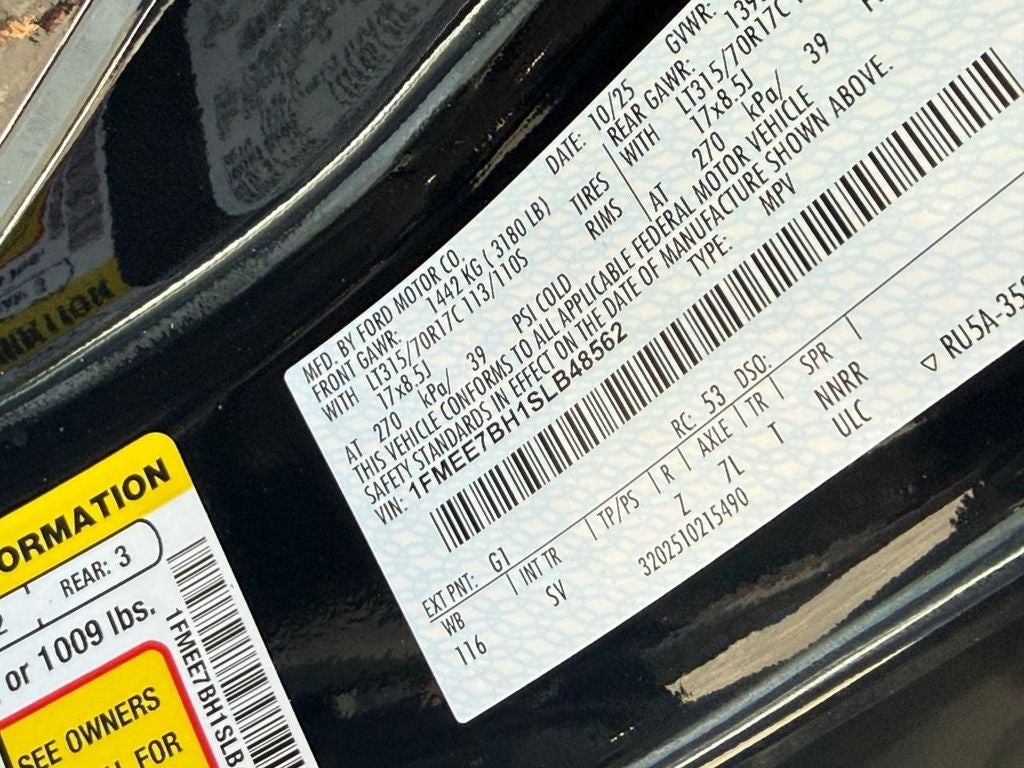 MFD. BY FORD MOTOR CO.
DATE: 10/25
GVWR:
FRONT GAWR: 1442 KG ( 3180 LB)
REAR GAWR: 139
WITH LT315/70R17C 113/110S TIRES
WITH LT315/70R17C
17x8.5J RIMS
17x8.5J
AT 270 kPa/ 39 PSI COLD
AT 270 kPa/ 39
THIS VEHICLE CONFORMS TO ALL APPLICABLE FEDERAL MOTOR VEHICLE
SAFETY STANDARDS IN EFFECT ON THE DATE OF MANUFACTURE SHOWN ABOVE.
VIN: 1FMEE7BH1SLB48562
TYPE: MPV
EXT PNT: G1
RC: 53 DSO:
WB INT TR TP/PS R AXLE TR SPR
116 SV Z 7L T NNRR
320251021549​0
ULC
RU5A-35
ORMATION
2 REAR: 3
or 1009 lbs.
1FMEE7BH1SLB
SEE OWNERS
FOR